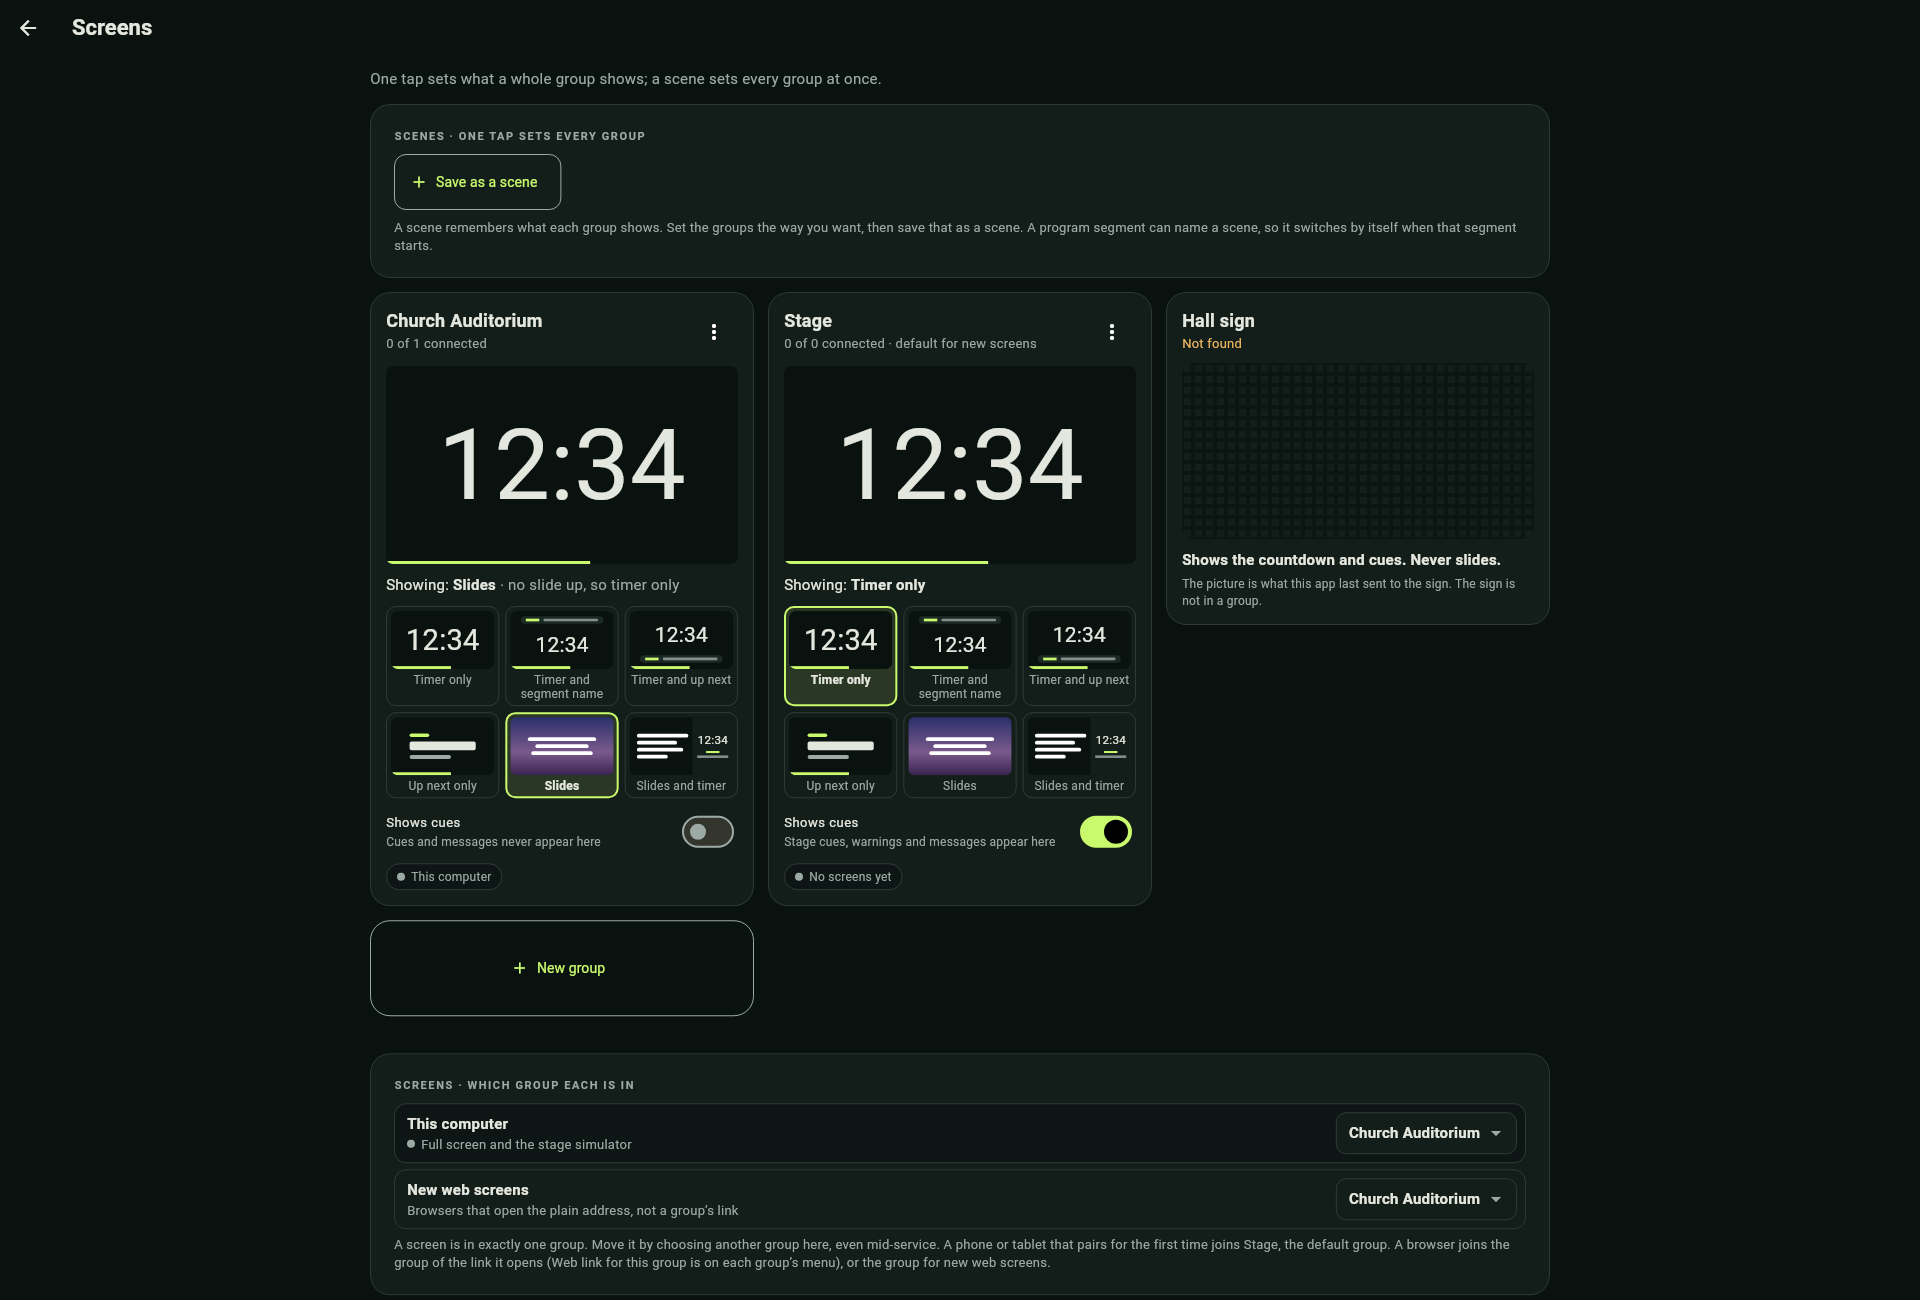 Screens
One tap sets what a whole group shows; a scene sets every group at once.
SCENES · ONE TAP SETS EVERY GROUP
+ Save as a scene
A scene remembers what each group shows. Set the groups the way you want, then save that as a scene. A program segment can name a scene, so it switches by itself when that segment
starts.
Church Auditorium
0 of 1 connected
12:34
Showing: Slides · no slide up, so timer only
12:34
Timer only
12:34
Timer and
segment name
12:34
Timer and up next
Up next only
Slides
12:34
Slides and timer
Shows cues
Cues and messages never appear here
This computer
Stage
0 of 0 connected · default for new screens
12:34
Showing: Timer only
12:34
Timer only
12:34
Timer and
segment name
12:34
Timer and up next
Up next only
Slides
12:34
Slides and timer
Shows cues
Stage cues, warnings and messages appear here
No screens yet
Hall sign
Not found
Shows the countdown and cues. Never slides.
The picture is what this app last sent to the sign. The sign is
not in a group.
+ New group
SCREENS · WHICH GROUP EACH IS IN
This computer
Full screen and the stage simulator
Church Auditorium
New web screens
Browsers that open the plain address, not a group's link
Church Auditorium
A screen is in exactly one group. Move it by choosing another group here, even mid-service. A phone or tablet that pairs for the first time joins Stage, the default group. A browser joins the
group of the link it opens (Web link for this group is on each group's menu), or the group for new web screens.